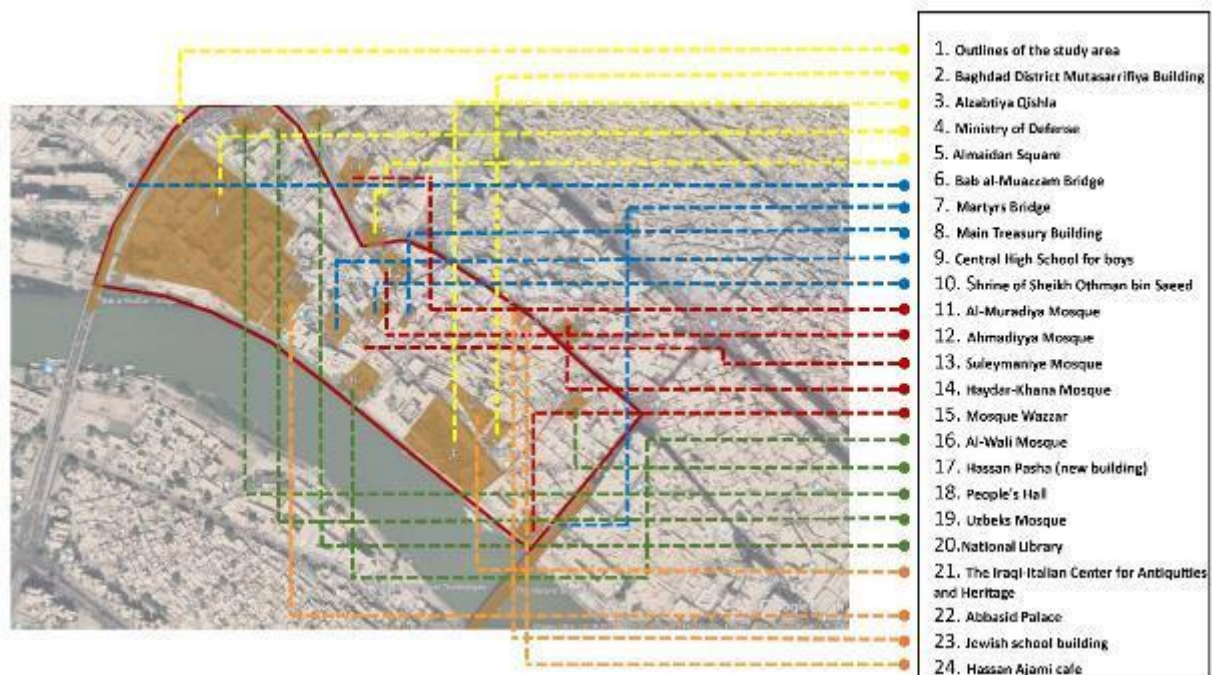 1. Outlines of the study area
2. Baghdad District Mutasarrifiya Building
3. Alzabtiya Qishla
4. Ministry of Defense
5. Almaidan Square
6. Bab al-Muazzam Bridge
7. Martyrs Bridge
8. Main Treasury Building
9. Central High School for boys
10. Shrine of Sheikh Othman bin Saeed
11. Al-Muradiya Mosque
12. Ahmadiyya Mosque
13. Suleymaniye Mosque
14. Haydar-Khana Mosque
15. Mosque Wazzar
16. Al-Wali Mosque
17. Hassan Pasha (new building)
18. People's Hall
19. Uzbeks Mosque
20. National Library
21. The Iraqi-Italian Center for Antiquities
and Heritage
22. Abbasid Palace
23. Jewish school building
24. Hassan Ajami cafe